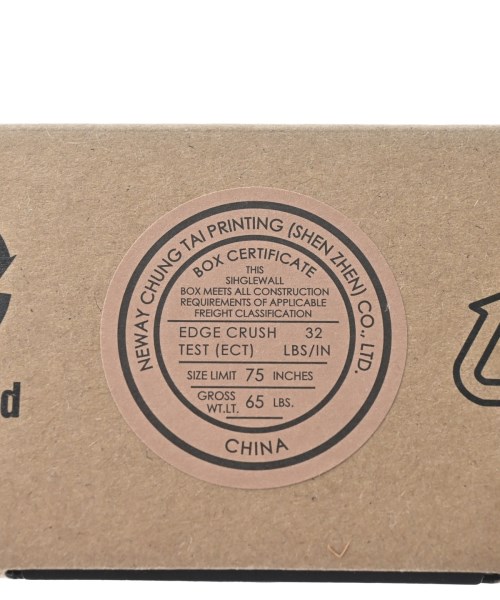 NEWAY CHUNG TAI PRINTING (SHEN ZHEN) CO., LTD.
BOX CERTIFICATE
THIS
SIHGLEWALL
BOX MEETS ALL CONSTRUCTION
REQUIREMENTS OF APPLICABLE
FREIGHT CLASSIFICATION
EDGE CRUSH 32
TEST (ECT) LBS/IN
SIZE LIMIT 75 INCHES
GROSS
WT.LT. 65 LBS.
CHINA